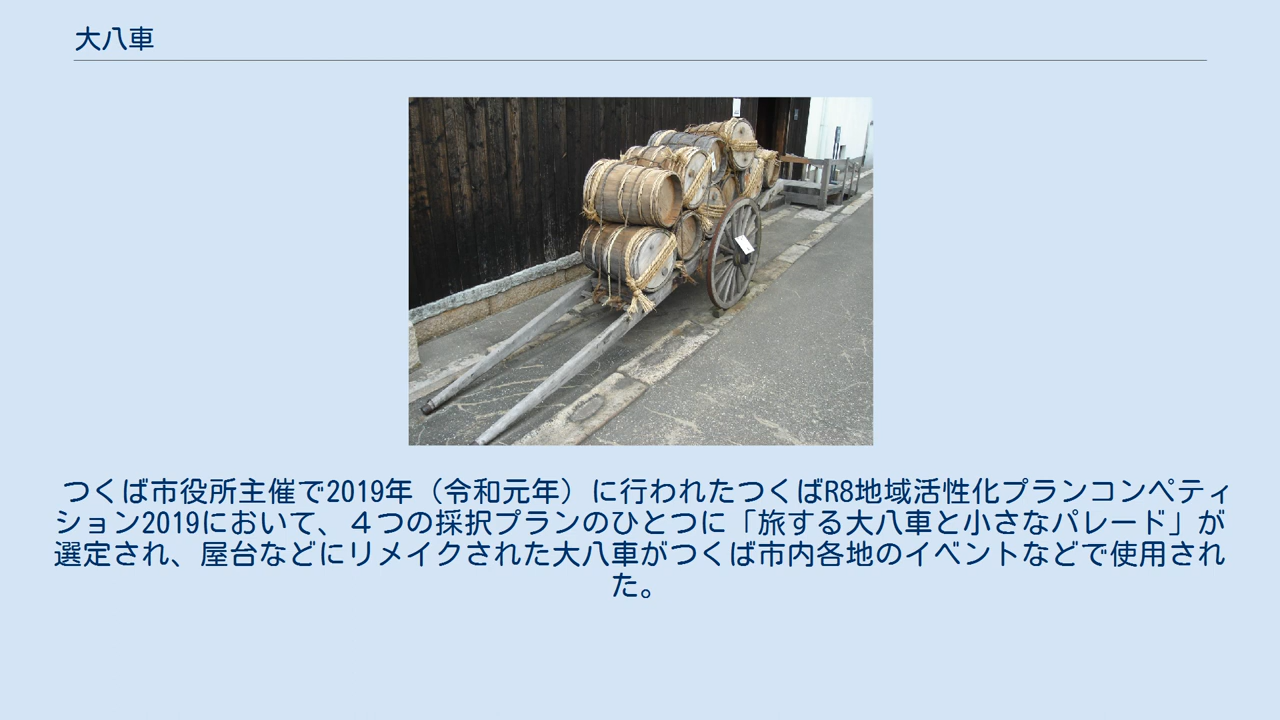 大八車
つくば市役所主催で2019年（令和元年）に行われたつくばR8地域活性化プランコンペティ
ション2019において、４つの採択プランのひとつに「旅する大八車と小さなパレード」が
選定され、屋台などにリメイクされた大八車がつくば市内各地のイベントなどで使用され
た。